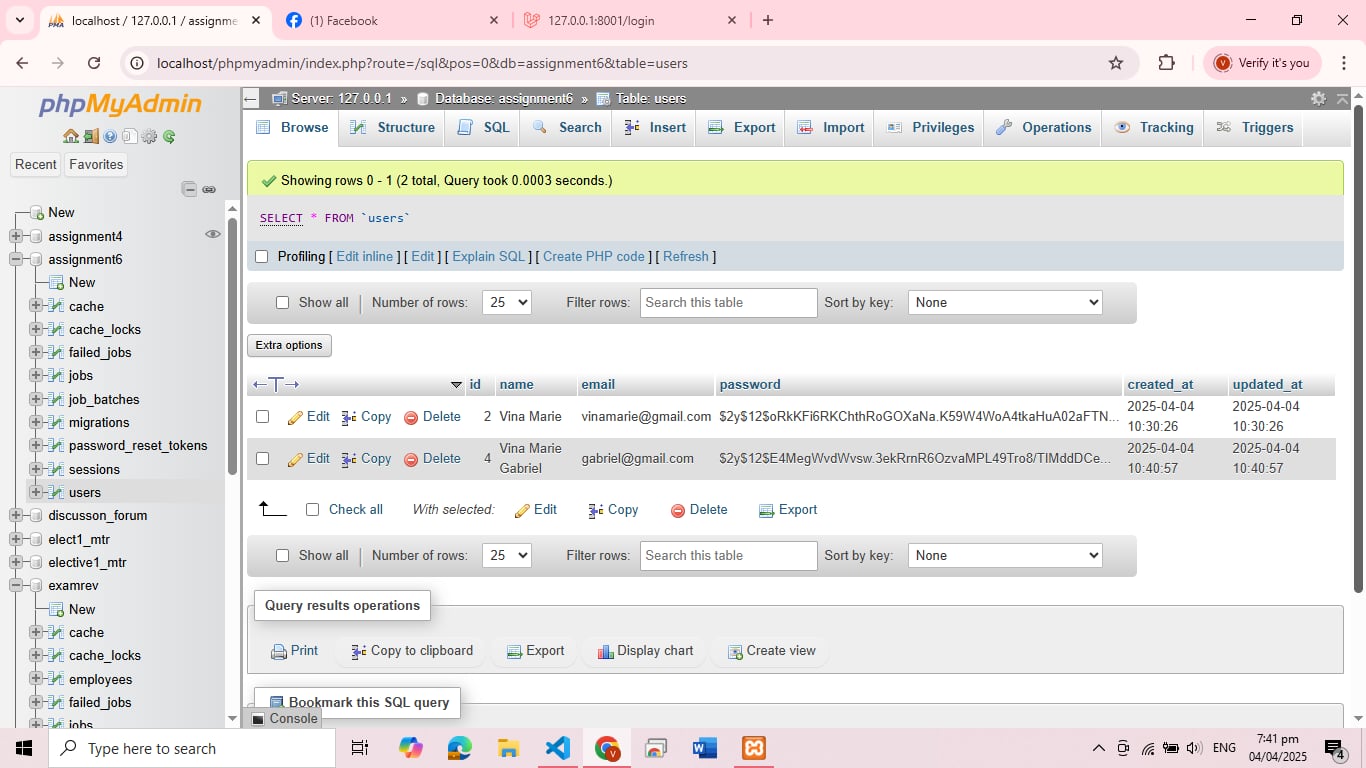 localhost / 127.0.0.1 / assignme
(1) Facebook
127.0.0.1:8001/login
localhost/phpmyadmin/index.php?route=/sql&pos=0&db=assignment6&table=users
Verify it's you
phpMyAdmin
Recent
Favorites
New
assignment4
assignment6
New
cache
cache_locks
failed_jobs
jobs
job_batches
migrations
password_reset_tokens
sessions
users
discusson_forum
elect1_mtr
elective1_mtr
examrev
New
cache
cache_locks
employees
failed_jobs
jobs
Server: 127.0.0.1 » Database: assignment6 » Table: users
Browse Structure SQL Search Insert Export Import Privileges Operations Tracking Triggers
Showing rows 0 - 1 (2 total, Query took 0.0003 seconds.)
SELECT * FROM `users`
Profiling [ Edit inline ] [ Edit ] [ Explain SQL ] [ Create PHP code ] [ Refresh ]
Show all | Number of rows: 25 Filter rows: Search this table Sort by key: None
Extra options
id name email password created_at updated_at
Edit Copy Delete 2 Vina Marie vinamarie@gmail.com $2y$12$oRkKFi6RKChthRoGOXaNa.K59W4WoA4tkaHuA02aFTN... 2025-04-04 10:30:26 2025-04-04 10:30:26
Edit Copy Delete 4 Vina Marie Gabriel gabriel@gmail.com $2y$12$E4MegWvdWvsw.3ekRrnR6OzvaMPL49Tro8/TIMddDCe... 2025-04-04 10:40:57 2025-04-04 10:40:57
Check all With selected: Edit Copy Delete Export
Show all | Number of rows: 25 Filter rows: Search this table Sort by key: None
Query results operations
Print Copy to clipboard Export Display chart Create view
Bookmark this SQL query
Console
Type here to search
ENG
7:41 pm
04/04/2025
4